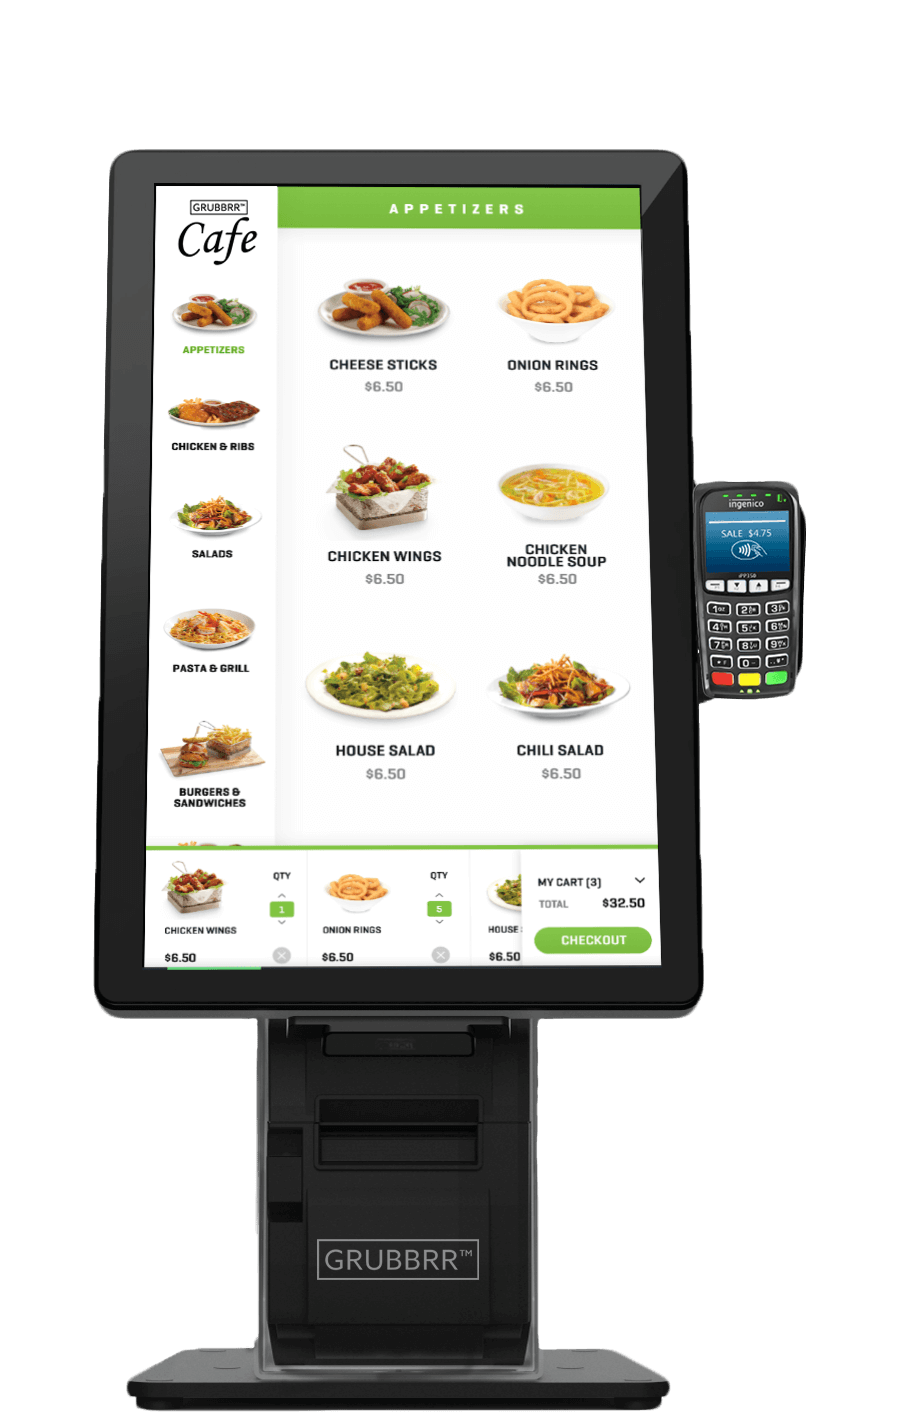 GRUBBRR™
Cafe
APPETIZERS
CHICKEN & RIBS
SALADS
PASTA & GRILL
BURGERS &
SANDWICHES
APPETIZERS
CHEESE STICKS
$6.50
ONION RINGS
$6.50
CHICKEN WINGS
$6.50
CHICKEN
NOODLE SOUP
$6.50
HOUSE SALAD
$6.50
CHILI SALAD
$6.50
QTY
1
CHICKEN WINGS
$6.50
QTY
5
ONION RINGS
$6.50
HOUSE
$6.50
MY CART (3)
TOTAL $32.50
CHECKOUT
ingenico
SALE $4.75
iPP350
1 2 3
4 5 6
7 8 9
0
GRUBBRR™